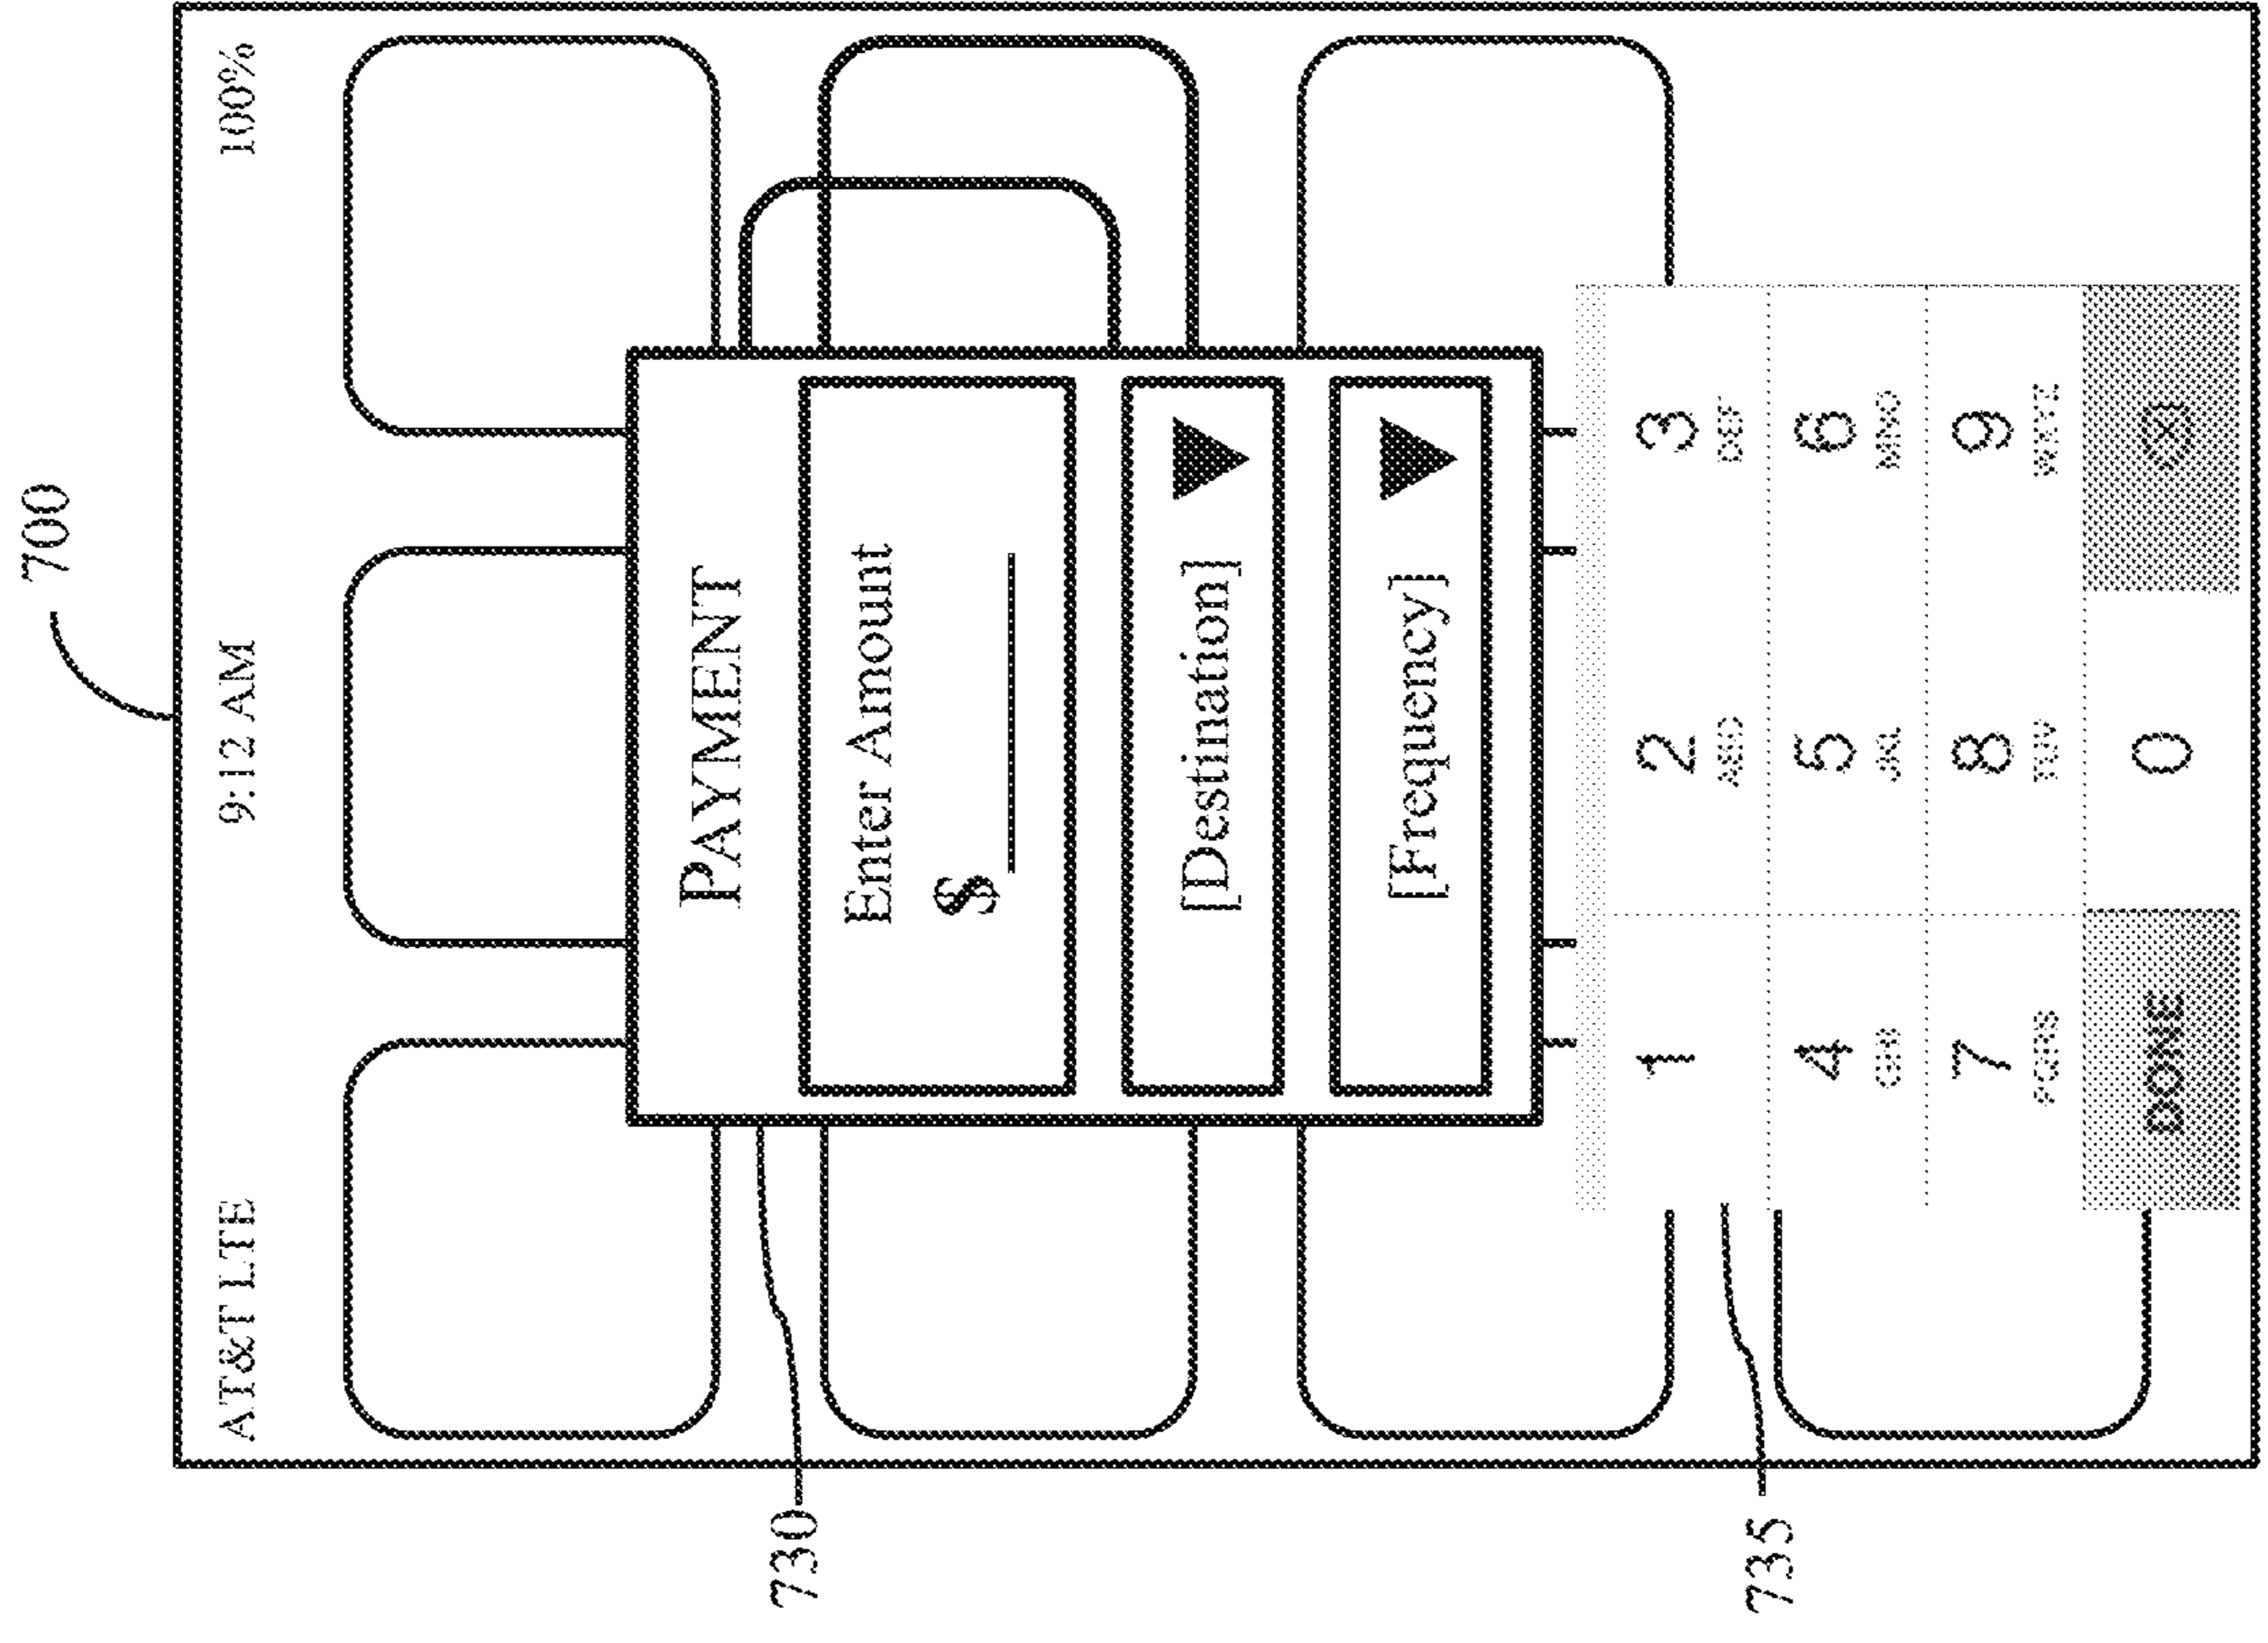 700
AT&T LTE 9:12 AM 100%
PAYMENT
Enter Amount
$
[Destination]
[Frequency]
730
1 2 3
ABC DEF
4 5 6
GHI JKL MNO
735
7 8 9
PQRS TUV WXYZ
DONE 0